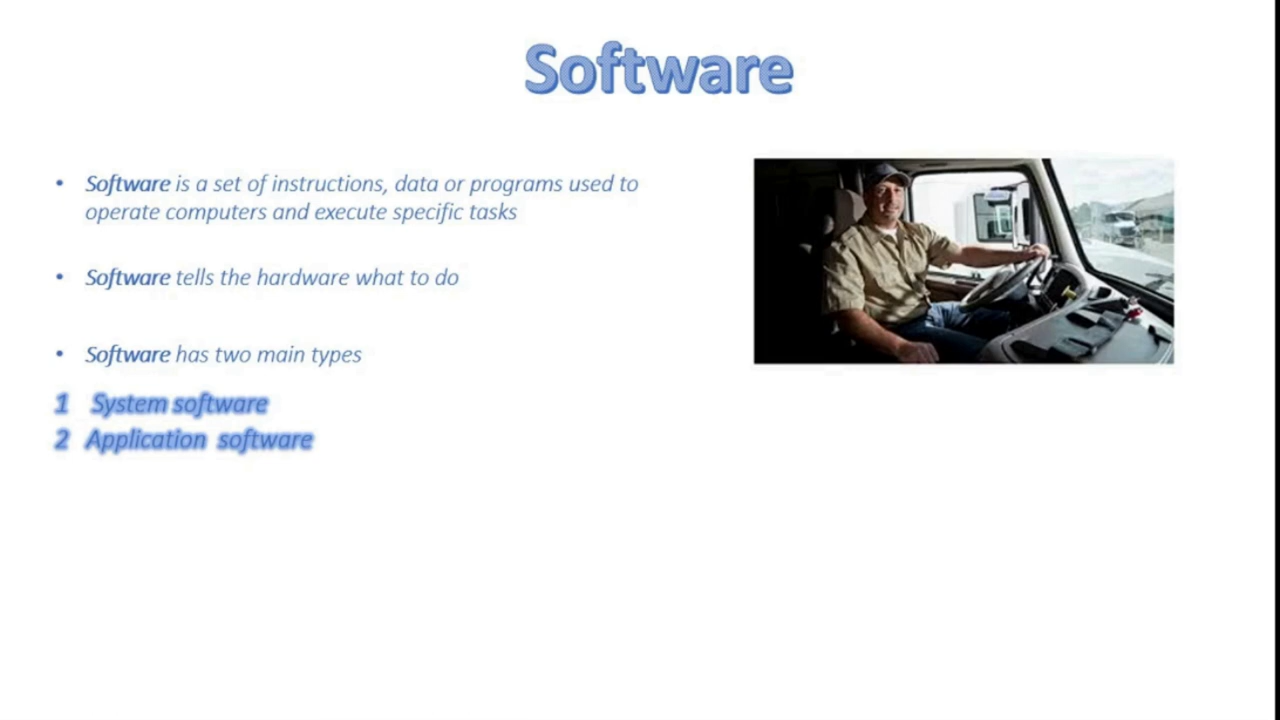 Software
• Software is a set of instructions, data or programs used to
operate computers and execute specific tasks
• Software tells the hardware what to do
• Software has two main types
1 System software
2 Application software